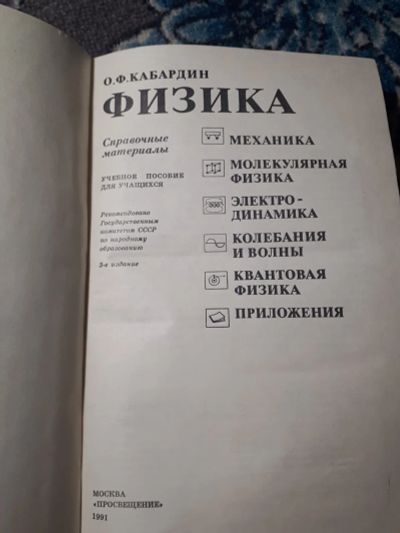 О.Ф.КАБАРДИН
ФИЗИКА
Справочные
материалы
УЧЕБНОЕ ПОСОБИЕ
ДЛЯ УЧАЩИХСЯ
Рекомендовано
Государственным
комитетом СССР
по народному
образованию
3-е издание
МЕХАНИКА
МОЛЕКУЛЯРНАЯ
ФИЗИКА
ЭЛЕКТРО-
ДИНАМИКА
КОЛЕБАНИЯ
И ВОЛНЫ
КВАНТОВАЯ
ФИЗИКА
ПРИЛОЖЕНИЯ
МОСКВА
«ПРОСВЕЩЕНИЕ»
1991